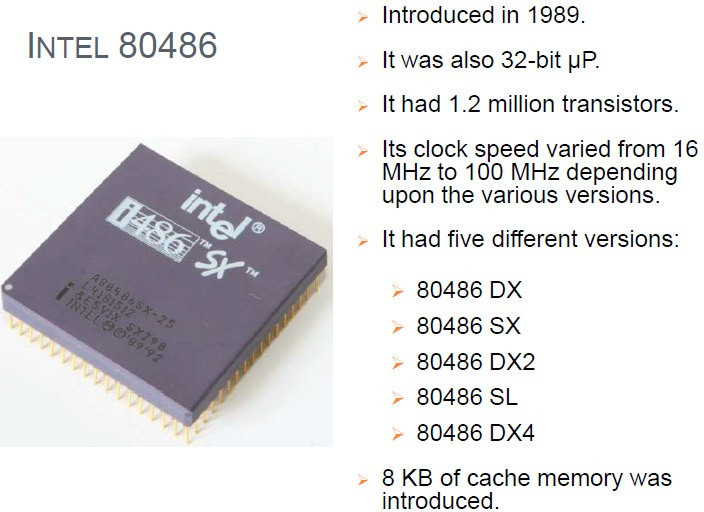 INTEL 80486
Introduced in 1989.
It was also 32-bit µP.
It had 1.2 million transistors.
Its clock speed varied from 16
MHz to 100 MHz depending
upon the various versions.
It had five different versions:
80486 DX
80486 SX
80486 DX2
80486 SL
80486 DX4
8 KB of cache memory was
introduced.
intel®
i486™ SX™
A80486SX-25
L4181512
INTEL Ⓜ © '89 '92